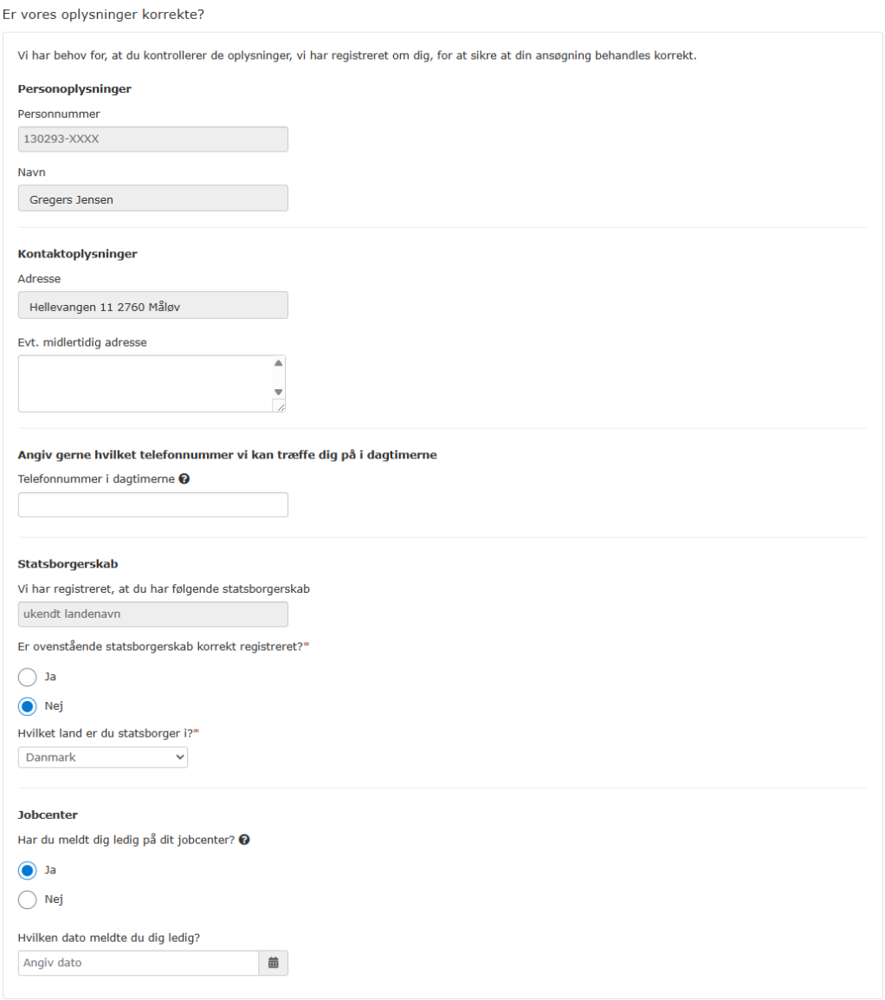 Er vores oplysninger korrekte?
Vi har behov for, at du kontrollerer de oplysninger, vi har registreret om dig, for at sikre at din ansøgning behandles korrekt.
Personoplysninger
Personnummer
130293-XXXX
Navn
Gregers Jensen
Kontaktoplysninger
Adresse
Hellevangen 11 2760 Måløv
Evt. midlertidig adresse
Angiv gerne hvilket telefonnummer vi kan træffe dig på i dagtimerne
Telefonnummer i dagtimerne ?
Statsborgerskab
Vi har registreret, at du har følgende statsborgerskab
ukendt landenavn
Er ovenstående statsborgerskab korrekt registreret?*
Ja
Nej
Hvilket land er du statsborger i?*
Danmark
Jobcenter
Har du meldt dig ledig på dit jobcenter? ?
Ja
Nej
Hvilken dato meldte du dig ledig?
Angiv dato